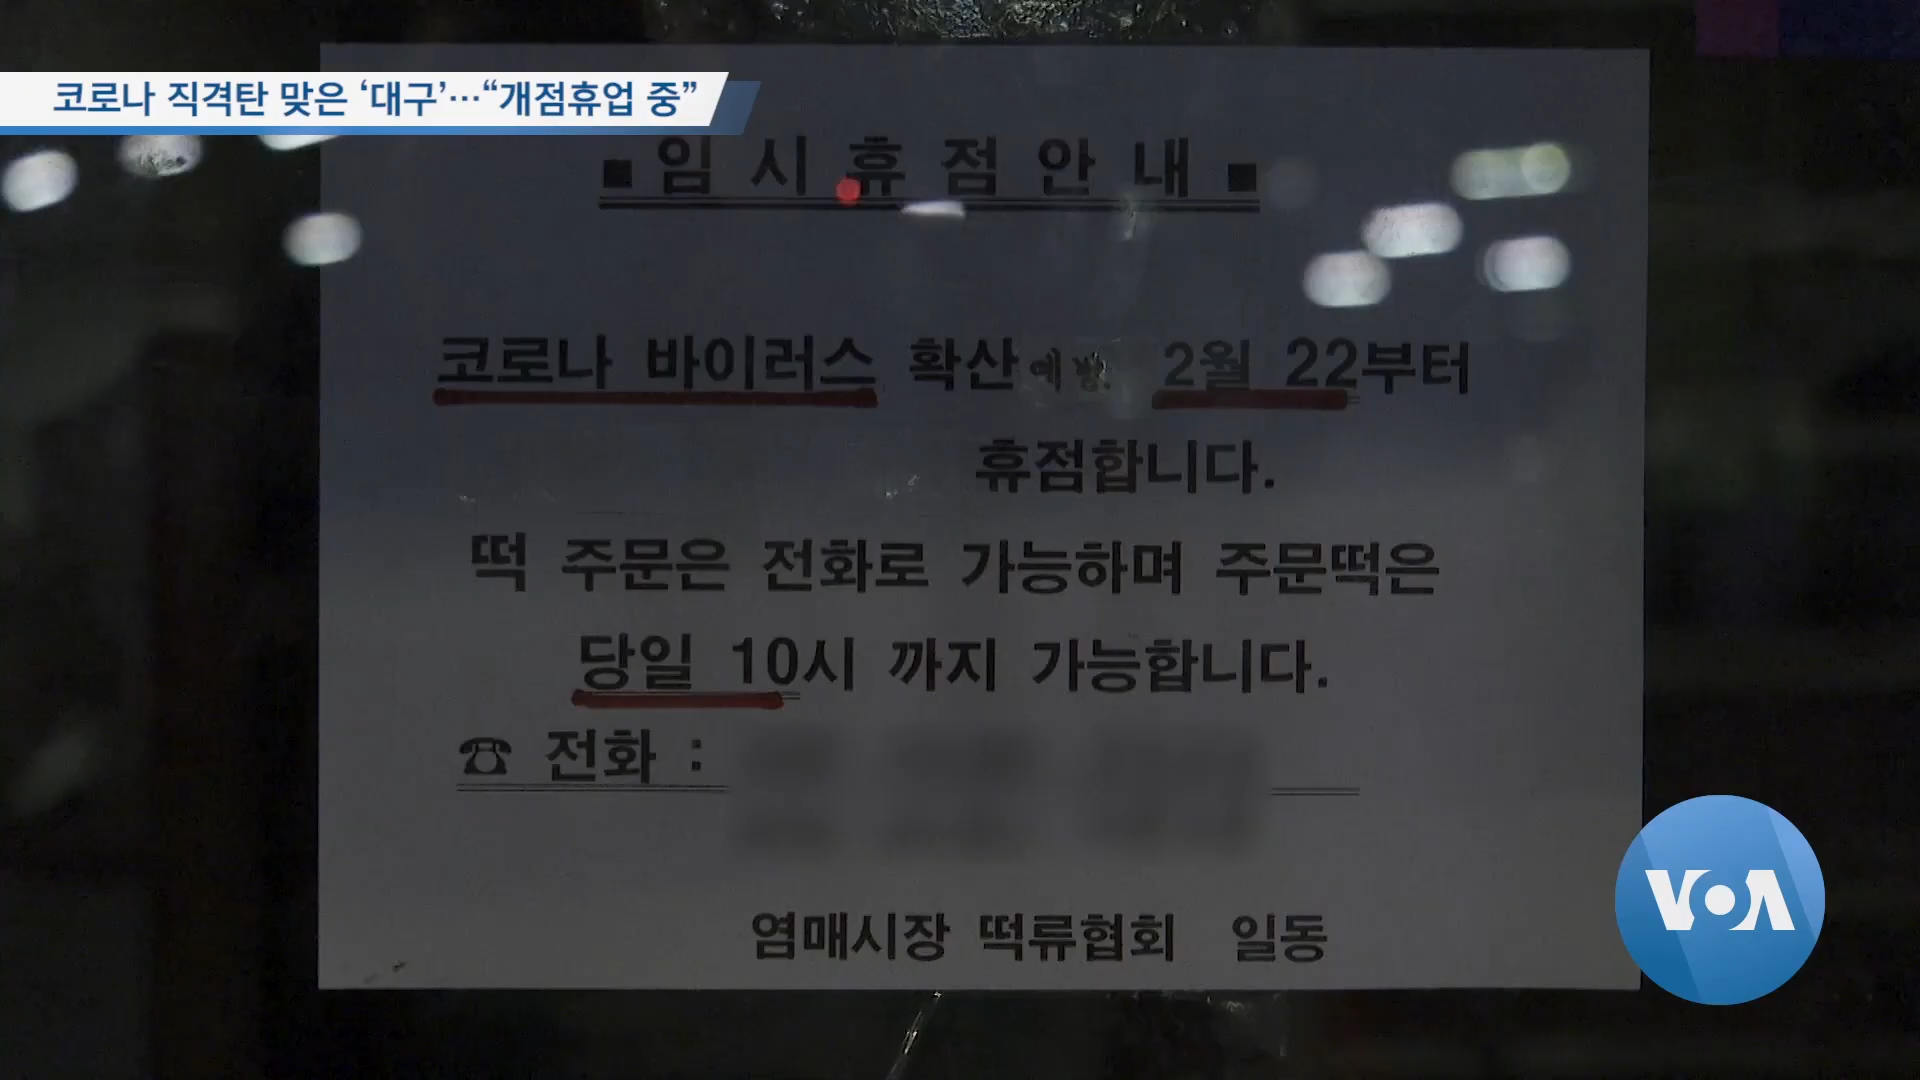 코로나 직격탄 맞은 ‘대구’…“개점휴업 중”
■ 임 시 휴 점 안 내 ■
코로나 바이러스 확산예방 2월 22부터
휴점합니다.
떡 주문은 전화로 가능하며 주문떡은
당일 10시 까지 가능합니다.
☎ 전화 :
염매시장 떡류협회 일동
VOA